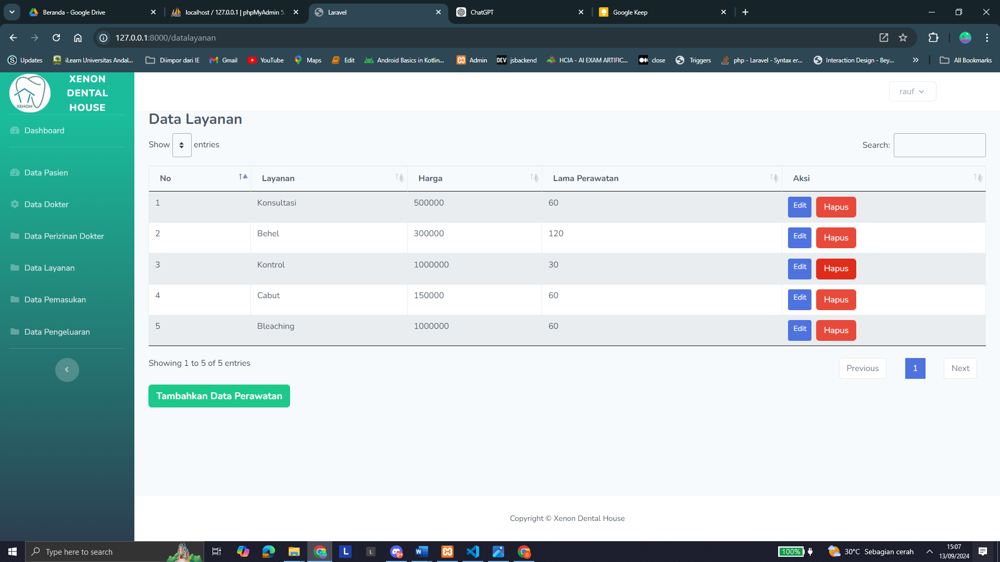 Beranda - Google Drive
localhost / 127.0.0.1 | phpMyAdmin 5.
Laravel
ChatGPT
Google Keep
127.0.0.1:8000/datalayanan
Updates
iLearn Universitas Andal...
Diimpor dari IE
Gmail
YouTube
Maps
Edit
Android Basics in Kotlin...
Admin
DEV jsbackend
HCIA - AI EXAM ARTIFIC...
close
Triggers
php - Laravel - Syntax er...
Interaction Design - Bey...
All Bookmarks
XENON
XENON
DENTAL
HOUSE
rauf
Dashboard
Data Pasien
Data Dokter
Data Perizinan Dokter
Data Layanan
Data Pemasukan
Data Pengeluaran
Data Layanan
Show entries
Search:
No Layanan Harga Lama Perawatan Aksi
1 Konsultasi 500000 60 Edit Hapus
2 Behel 300000 120 Edit Hapus
3 Kontrol 1000000 30 Edit Hapus
4 Cabut 150000 60 Edit Hapus
5 Bleaching 1000000 60 Edit Hapus
Showing 1 to 5 of 5 entries
Previous 1 Next
Tambahkan Data Perawatan
Copyright © Xenon Dental House
Type here to search
L
L
9+
W
D
100%
30°C Sebagian cerah
15:07
13/09/2024